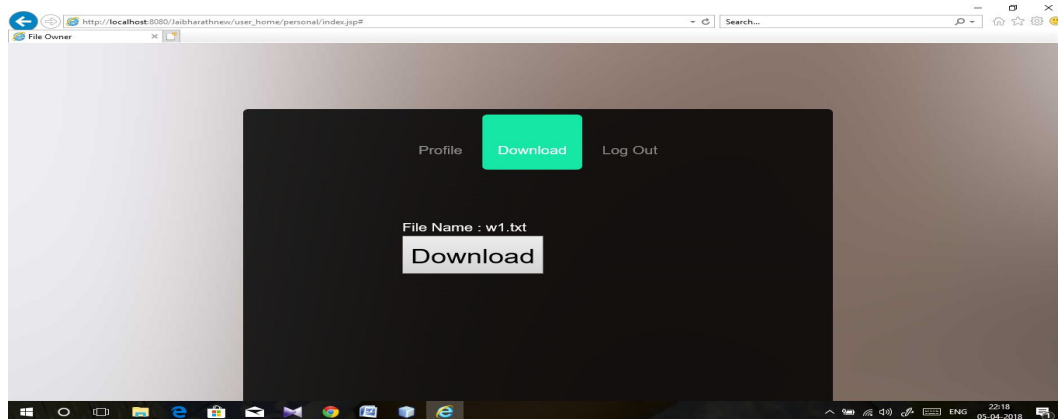 http://localhost:8080/Jaibharathnew/user_home/personal/index.jsp#
Search...
File Owner
Profile Download Log Out
File Name : w1.txt
Download
ENG 22:18
05-04-2018